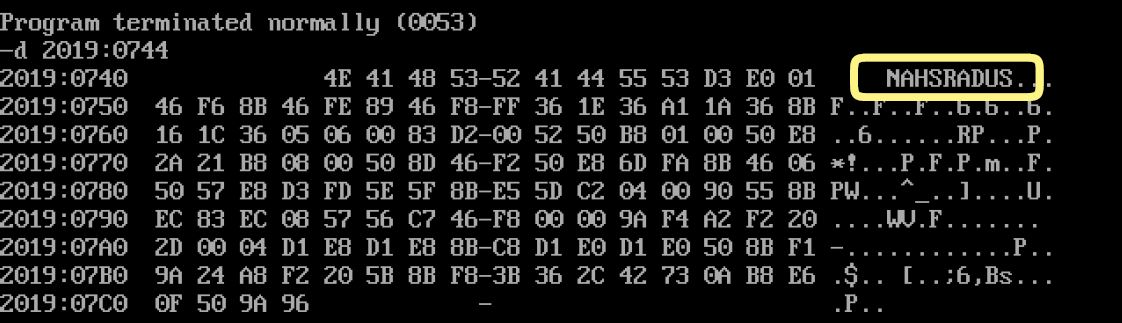 Program terminated normally (0053)
-d 2019:0744
2019:0740              4E 41 48 53-52 41 44 55 53 D3 E0 01      NAHSRADUS...
2019:0750  46 F6 8B 46 FE 89 46 F8-FF 36 1E 36 A1 1A 36 8B  F..F..F..6.6..6.
2019:0760  16 1C 36 05 06 00 83 D2-00 52 50 B8 01 00 50 E8  ..6......RP...P.
2019:0770  2A 21 B8 08 00 50 8D 46-F2 50 E8 6D FA 8B 46 06  *!...P.F.P.m..F.
2019:0780  50 57 E8 D3 FD 5E 5F 8B-E5 5D C2 04 00 90 55 8B  PW...^_..]....U.
2019:0790  EC 83 EC 08 57 56 C7 46-F8 00 00 9A F4 A2 F2 20  ....WV.F....... 
2019:07A0  2D 00 04 D1 E8 D1 E8 8B-C8 D1 E0 D1 E0 50 8B F1  -............P..
2019:07B0  9A 24 A8 F2 20 5B 8B F8-3B 36 2C 42 73 0A B8 E6  .$.. [..;6,Bs...
2019:07C0  0F 50 9A 96            -                         .P..